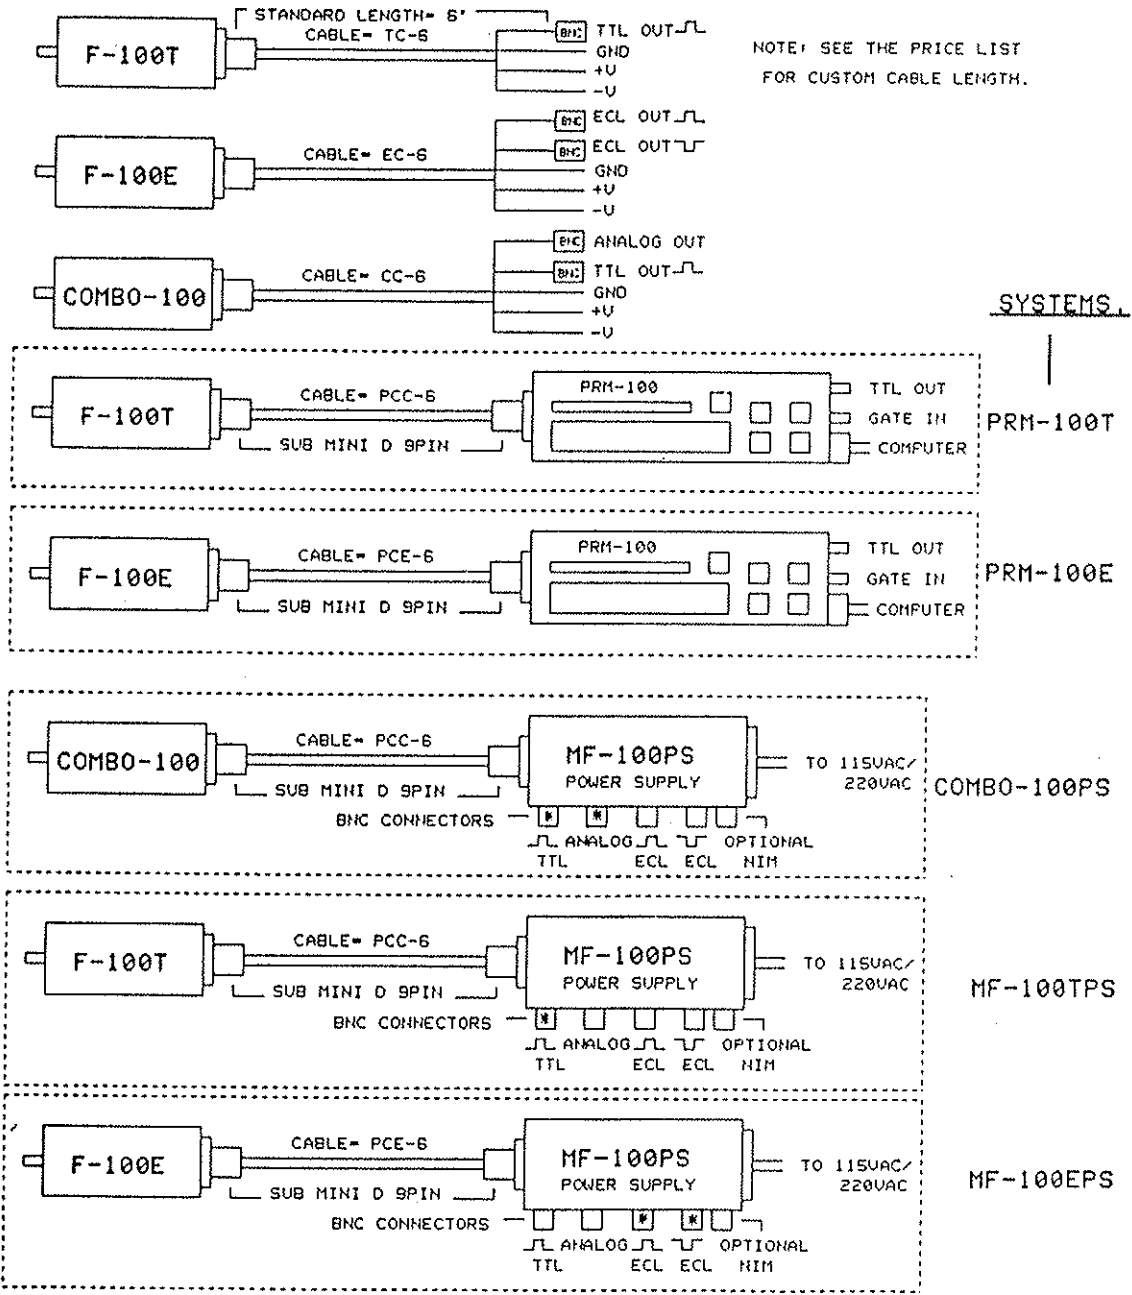 STANDARD LENGTH= 6'
F-100T
CABLE= TC-6
BNC TTL OUT
GND
+V
-V
NOTE: SEE THE PRICE LIST
FOR CUSTOM CABLE LENGTH.
F-100E
CABLE= EC-6
BNC ECL OUT
BNC ECL OUT
GND
+V
-V
COMBO-100
CABLE= CC-6
BNC ANALOG OUT
BNC TTL OUT
GND
+V
-V
SYSTEMS.
F-100T
CABLE= PCC-6
SUB MINI D 9PIN
PRM-100
TTL OUT
GATE IN
COMPUTER
PRM-100T
F-100E
CABLE= PCE-6
SUB MINI D 9PIN
PRM-100
TTL OUT
GATE IN
COMPUTER
PRM-100E
COMBO-100
CABLE= PCC-6
SUB MINI D 9PIN
MF-100PS
POWER SUPPLY
TO 115VAC/
220VAC
COMBO-100PS
BNC CONNECTORS
* *
ANALOG OPTIONAL
TTL ECL ECL NIM
F-100T
CABLE= PCC-6
SUB MINI D 9PIN
MF-100PS
POWER SUPPLY
TO 115VAC/
220VAC
MF-100TPS
BNC CONNECTORS
*
ANALOG OPTIONAL
TTL ECL ECL NIM
F-100E
CABLE= PCE-6
SUB MINI D 9PIN
MF-100PS
POWER SUPPLY
TO 115VAC/
220VAC
MF-100EPS
BNC CONNECTORS
* *
ANALOG OPTIONAL
TTL ECL ECL NIM